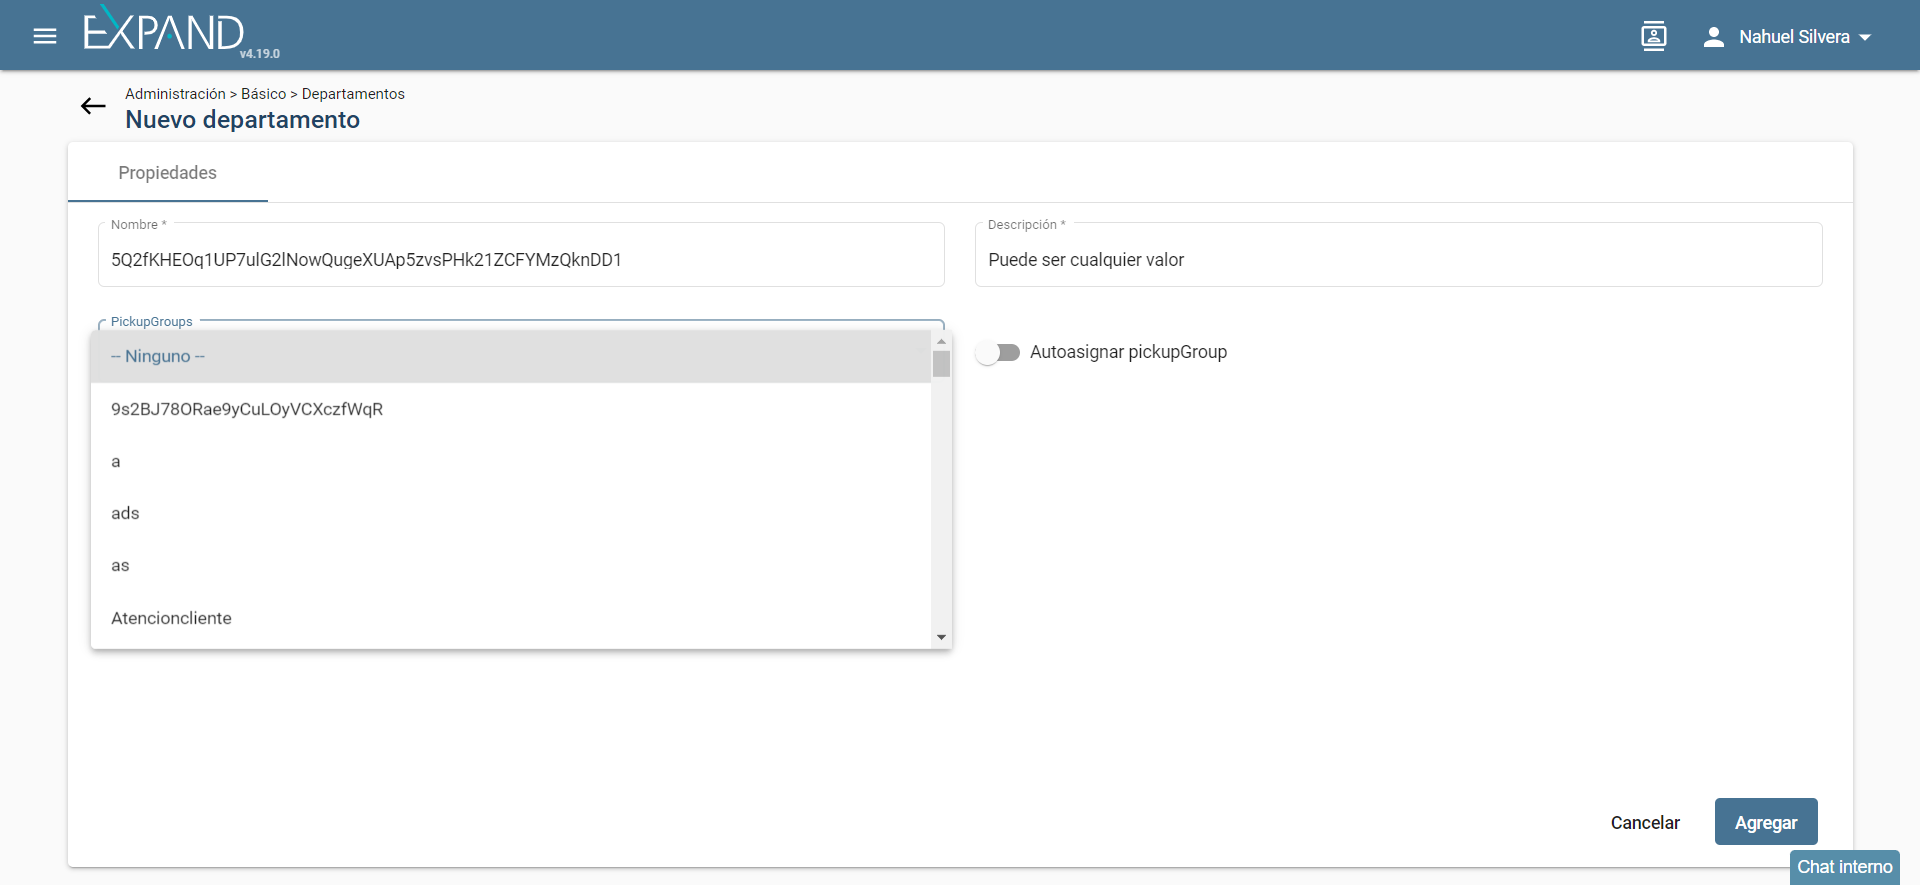 EXPAND
v4.19.0
Nahuel Silvera
Administración > Básico > Departamentos
Nuevo departamento
Propiedades
Nombre *
5Q2fKHEOq1UP7ulG2lNowQugeXUAp5zvsPHk21ZCFYMzQknDD1
Descripción *
Puede ser cualquier valor
PickupGroups
-- Ninguno --
9s2BJ78ORae9yCuLOyVCXczfWqR
a
ads
as
Atencioncliente
Autoasignar pickupGroup
Cancelar
Agregar
Chat interno